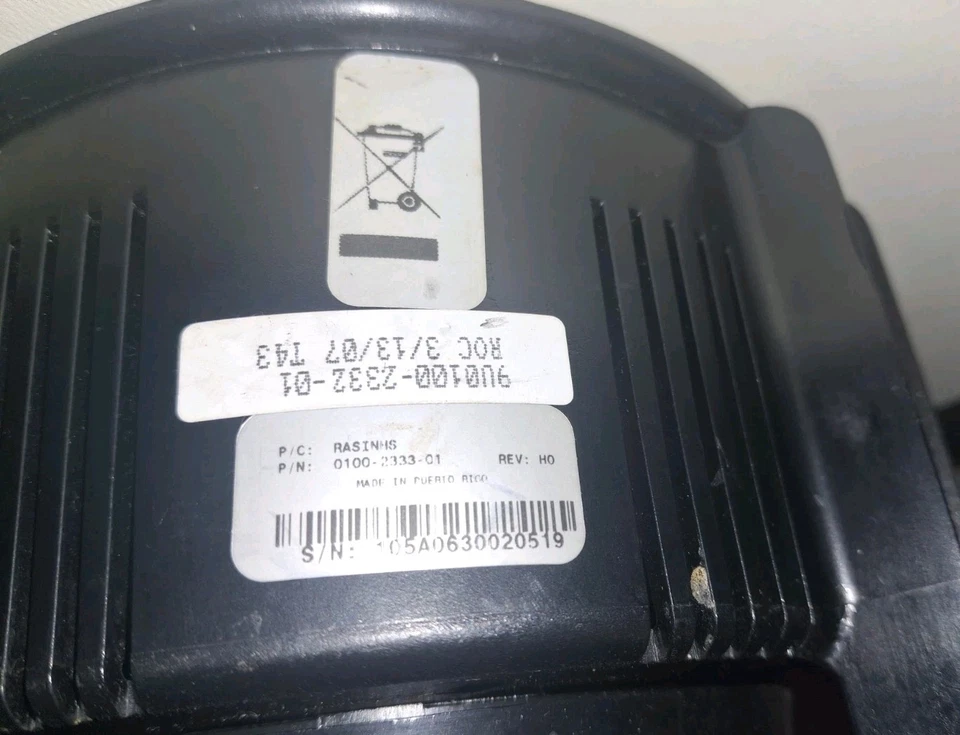 9U0100-2332-01
ROC 3/13/07 T43
P/C: RASINHS
P/N: 0100-2333-01 REV: H0
MADE IN PUERTO RICO
S/N: 105A0630020519